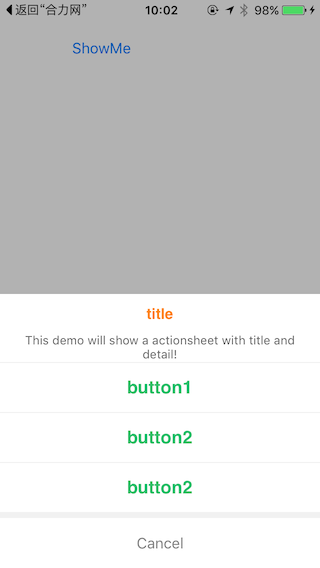 返回“合力网” 10:02 98%
ShowMe
title
This demo will show a actionsheet with title and
detail!
button1
button2
button2
Cancel